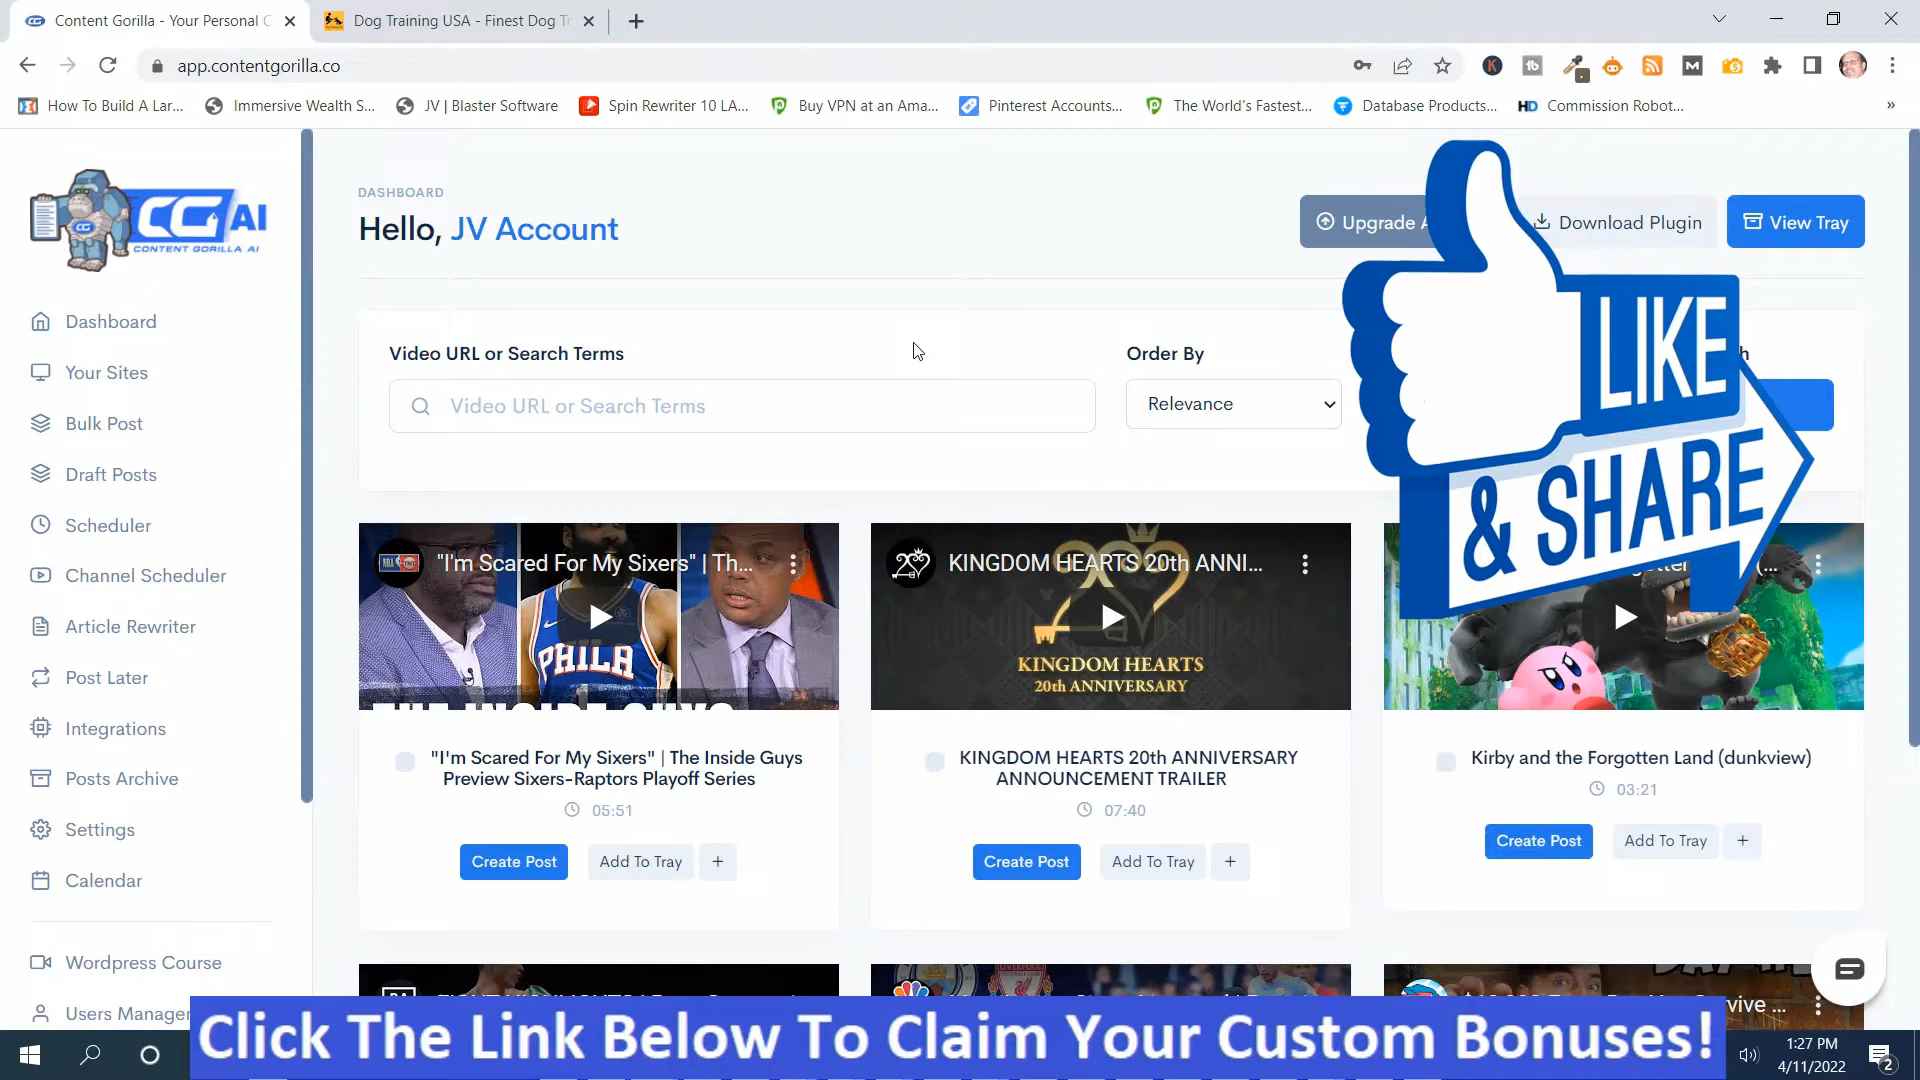 Content Gorilla - Your Personal C
Dog Training USA - Finest Dog T
app.contentgorilla.co
How To Build A Lar...
Immersive Wealth S...
JV | Blaster Software
Spin Rewriter 10 LA...
Buy VPN at an Ama...
Pinterest Accounts...
The World's Fastest...
Database Products...
HD Commission Robot...
CG AI
CONTENT GORILLA AI
Dashboard
Your Sites
Bulk Post
Draft Posts
Scheduler
Channel Scheduler
Article Rewriter
Post Later
Integrations
Posts Archive
Settings
Calendar
Wordpress Course
Users Manager
DASHBOARD
Hello, JV Account
Upgrade A
Download Plugin
View Tray
Video URL or Search Terms
Video URL or Search Terms
Order By
Relevance
LIKE
& SHARE
"I'm Scared For My Sixers" | Th...
PHILA
"I'm Scared For My Sixers" | The Inside Guys
Preview Sixers-Raptors Playoff Series
05:51
Create Post
Add To Tray
+
KINGDOM HEARTS 20th ANNI...
KINGDOM HEARTS
20th ANNIVERSARY
KINGDOM HEARTS 20th ANNIVERSARY
ANNOUNCEMENT TRAILER
07:40
Create Post
Add To Tray
+
Kirby and the Forgotten Land (dunkview)
03:21
Create Post
Add To Tray
+
Click The Link Below To Claim Your Custom Bonuses!
1:27 PM
4/11/2022
2